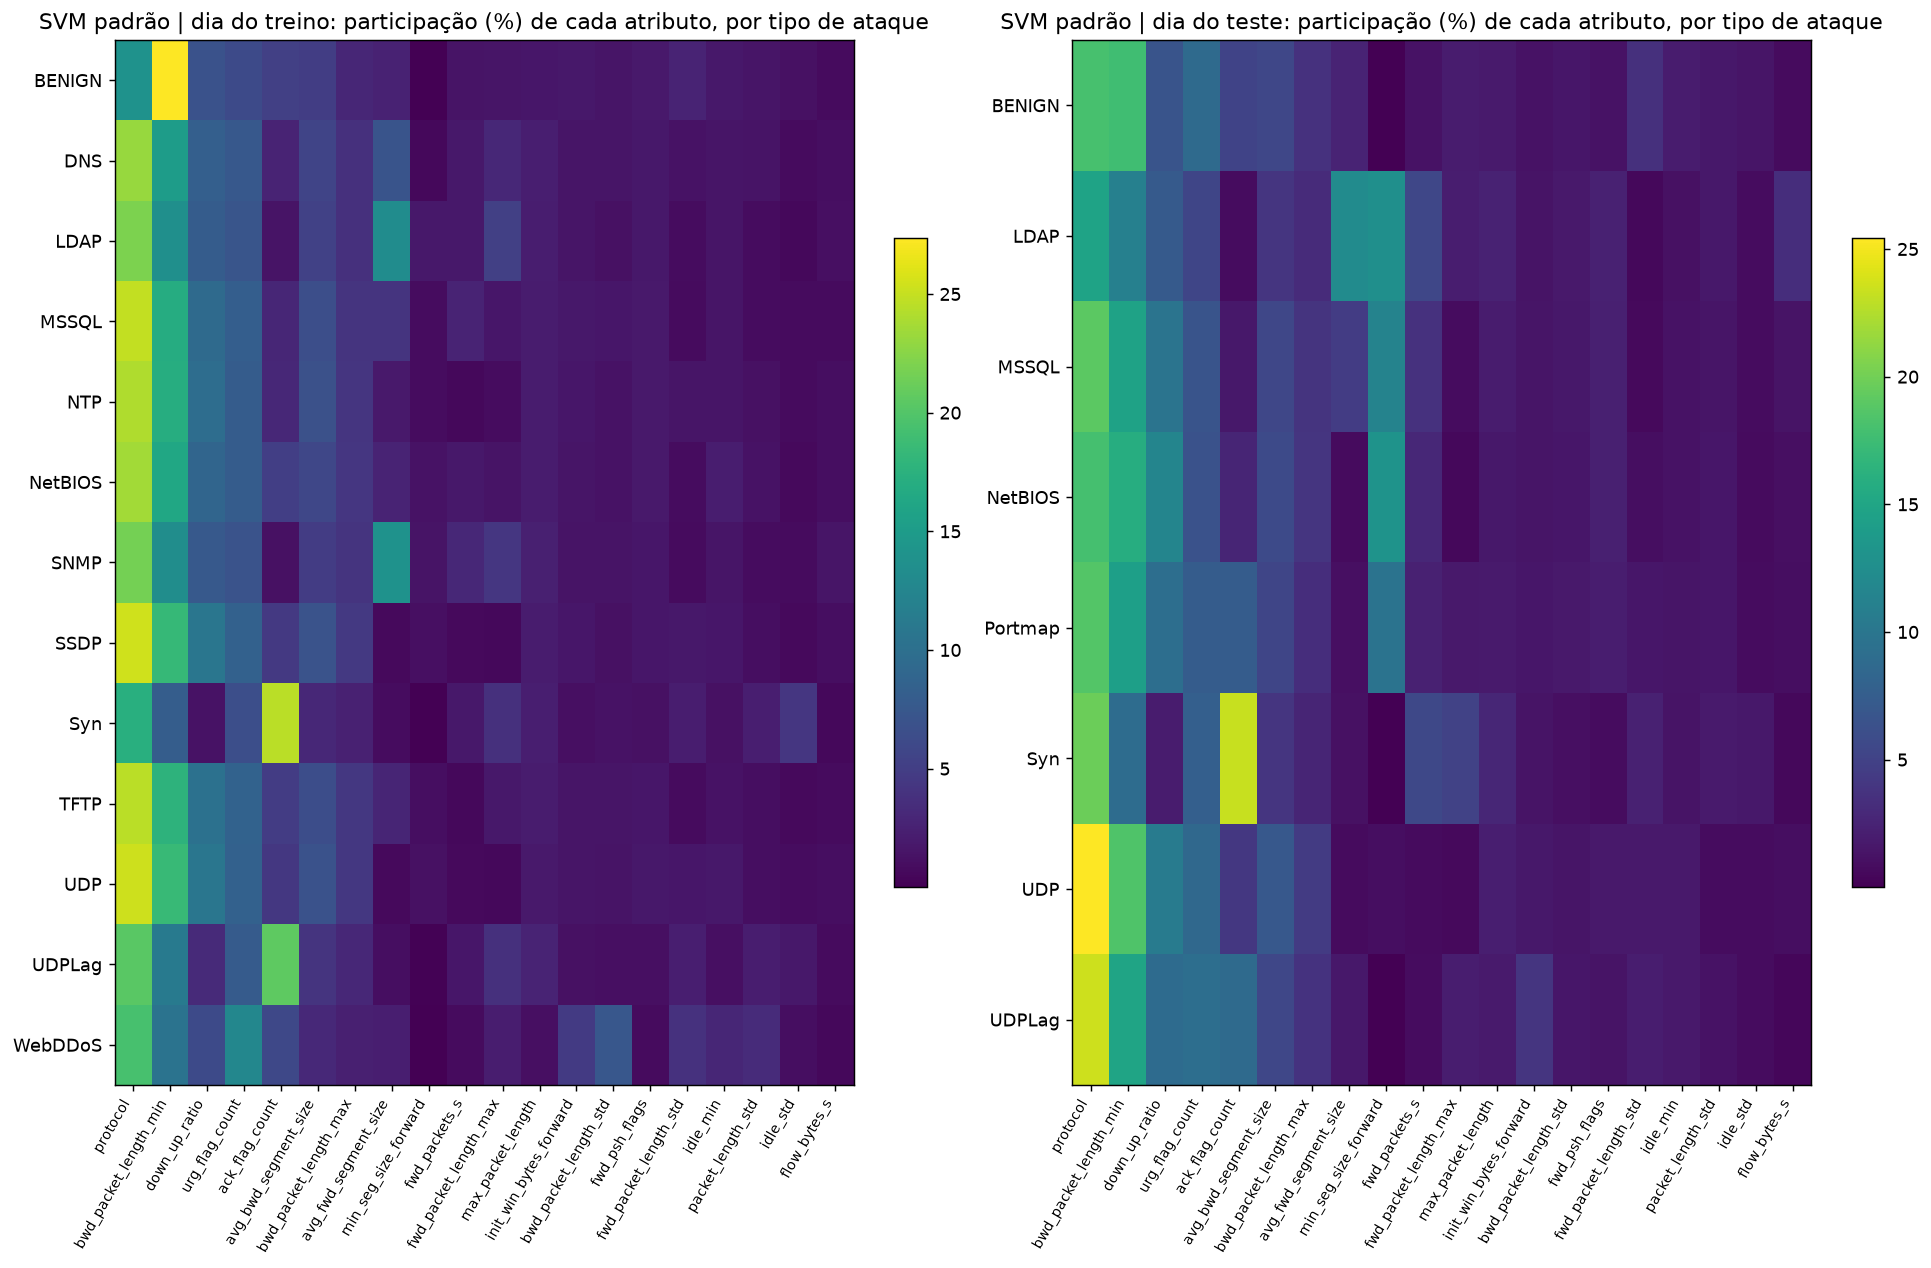 SVM padrão | dia do treino: participação (%) de cada atributo, por tipo de ataque
BENIGN
DNS
LDAP
MSSQL
NTP
NetBIOS
SNMP
SSDP
Syn
TFTP
UDP
UDPLag
WebDDoS
protocol
bwd_packet_length_min
down_up_ratio
urg_flag_count
ack_flag_count
avg_bwd_segment_size
bwd_packet_length_max
avg_fwd_segment_size
min_seg_size_forward
fwd_packets_s
fwd_packet_length_max
max_packet_length
init_win_bytes_forward
bwd_packet_length_std
fwd_psh_flags
fwd_packet_length_std
idle_min
packet_length_std
idle_std
flow_bytes_s
25
20
15
10
5
SVM padrão | dia do teste: participação (%) de cada atributo, por tipo de ataque
BENIGN
LDAP
MSSQL
NetBIOS
Portmap
Syn
UDP
UDPLag
protocol
bwd_packet_length_min
down_up_ratio
urg_flag_count
ack_flag_count
avg_bwd_segment_size
bwd_packet_length_max
avg_fwd_segment_size
min_seg_size_forward
fwd_packets_s
fwd_packet_length_max
max_packet_length
init_win_bytes_forward
bwd_packet_length_std
fwd_psh_flags
fwd_packet_length_std
idle_min
packet_length_std
idle_std
flow_bytes_s
25
20
15
10
5